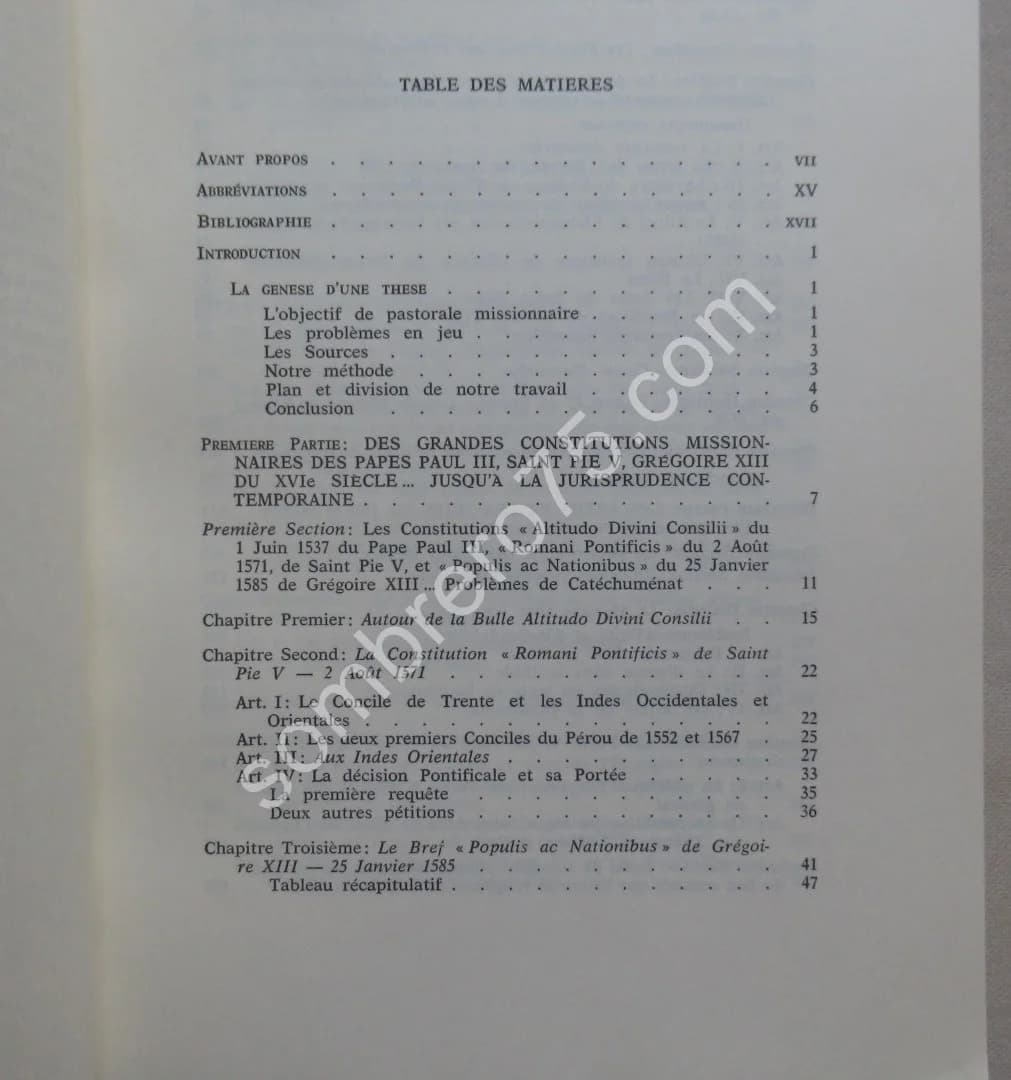 TABLE DES MATIERES
AVANT PROPOS . . . . . . . . . . . . . . . . VII
ABBRÉVIATIONS . . . . . . . . . . . . . . . . XV
BIBLIOGRAPHIE . . . . . . . . . . . . . . . . XVII
INTRODUCTION . . . . . . . . . . . . . . . . 1
LA GENESE D'UNE THESE . . . . . . . . . . . . 1
L'objectif de pastorale missionnaire . . . . . . . 1
Les problèmes en jeu . . . . . . . . . . . 1
Les Sources . . . . . . . . . . . . . . 3
Notre méthode . . . . . . . . . . . . . 3
Plan et division de notre travail . . . . . . . 4
Conclusion . . . . . . . . . . . . . . 6
PREMIERE PARTIE: DES GRANDES CONSTITUTIONS MISSION-
NAIRES DES PAPES PAUL III, SAINT PIE V, GRÉGOIRE XIII
DU XVIe SIÈCLE... JUSQU'A LA JURISPRUDENCE CON-
TEMPORAINE . . . . . . . . . . . . . . . 7
Première Section: Les Constitutions « Altitudo Divini Consilii » du
1 Juin 1537 du Pape Paul III, « Romani Pontificis » du 2 Août
1571, de Saint Pie V, et « Populis ac Nationibus » du 25 Janvier
1585 de Grégoire XIII... Problèmes de Catéchuménat . . . 11
Chapitre Premier: Autour de la Bulle Altitudo Divini Consilii . . 15
Chapitre Second: La Constitution « Romani Pontificis » de Saint
Pie V — 2 Août 1571 . . . . . . . . . . . . 22
Art. I: Le Concile de Trente et les Indes Occidentales et
Orientales . . . . . . . . . . . . . . 22
Art. II: Les deux premiers Conciles du Pérou de 1552 et 1567 . 25
Art. III: Aux Indes Orientales . . . . . . . . . . 27
Art. IV: La décision Pontificale et sa Portée . . . . . 33
La première requête . . . . . . . . . . . 35
Deux autres pétitions . . . . . . . . . . . 36
Chapitre Troisième: Le Bref « Populis ac Nationibus » de Grégoi-
re XIII — 25 Janvier 1585 . . . . . . . . . . . 41
Tableau récapitulatif . . . . . . . . . . . . 47
sombrero75.com